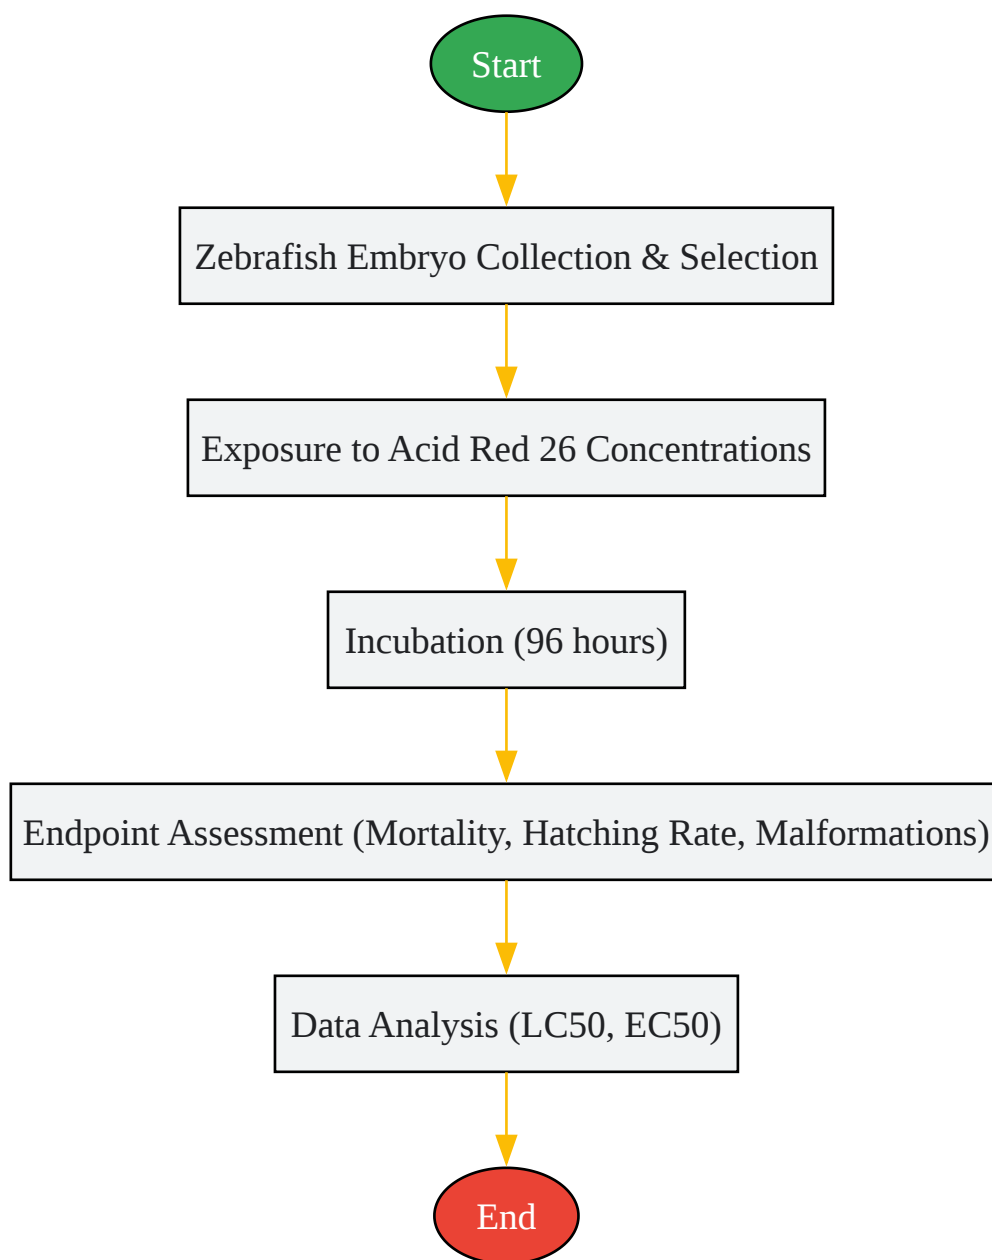 Start
Zebrafish Embryo Collection & Selection
Exposure to Acid Red 26 Concentrations
Incubation (96 hours)
Endpoint Assessment (Mortality, Hatching Rate, Malformations)
Data Analysis (LC50, EC50)
End